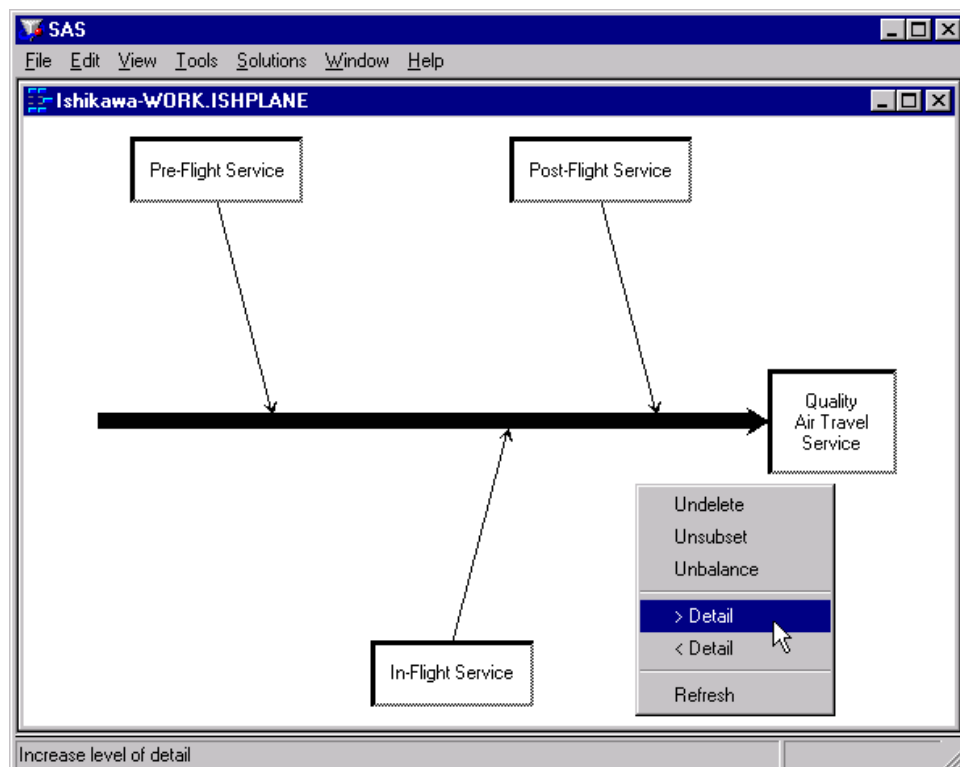 SAS
File Edit View Tools Solutions Window Help
Ishikawa-WORK.ISHPLANE
Pre-Flight Service
Post-Flight Service
Quality
Air Travel
Service
Undelete
Unsubset
Unbalance
> Detail
< Detail
Refresh
In-Flight Service
Increase level of detail